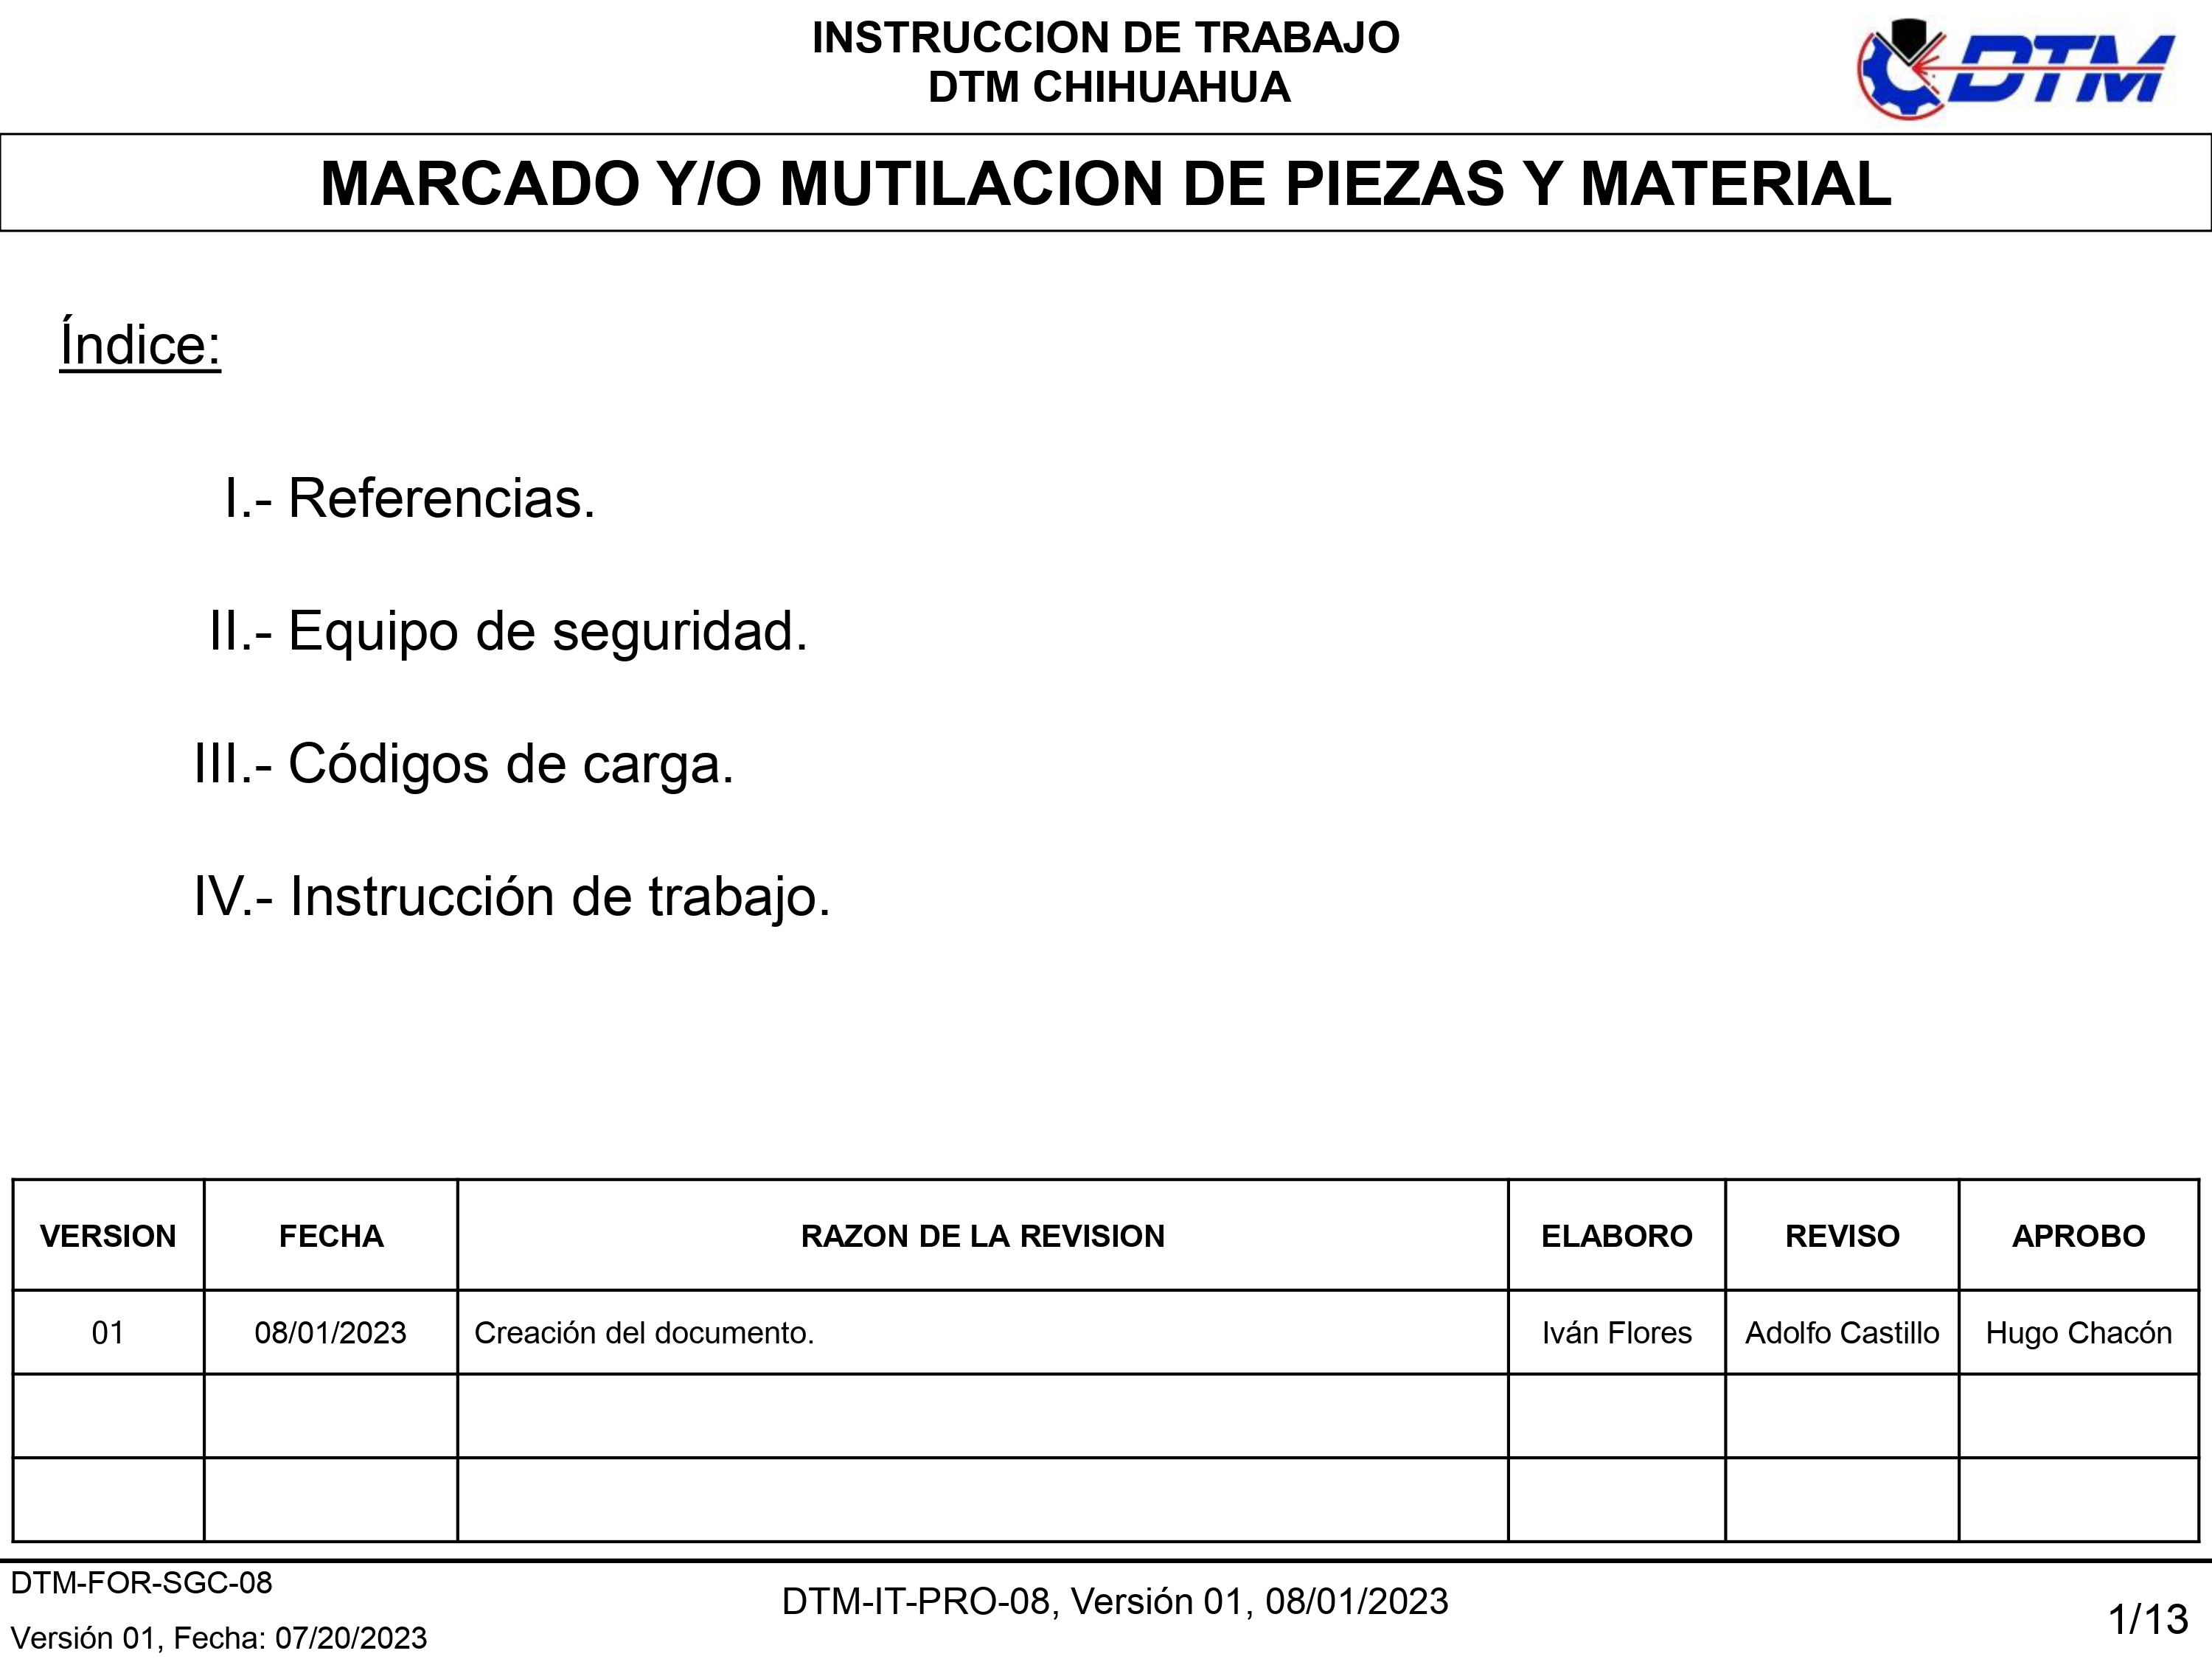 INSTRUCCION DE TRABAJO
DTM CHIHUAHUA
DTM
MARCADO Y/O MUTILACION DE PIEZAS Y MATERIAL
Índice:
I.- Referencias.
II.- Equipo de seguridad.
III.- Códigos de carga.
IV.- Instrucción de trabajo.
VERSION FECHA RAZON DE LA REVISION ELABORO REVISO APROBO
01 08/01/2023 Creación del documento. Iván Flores Adolfo Castillo Hugo Chacón
DTM-FOR-SGC-08
Versión 01, Fecha: 07/20/2023
DTM-IT-PRO-08, Versión 01, 08/01/2023
1/13